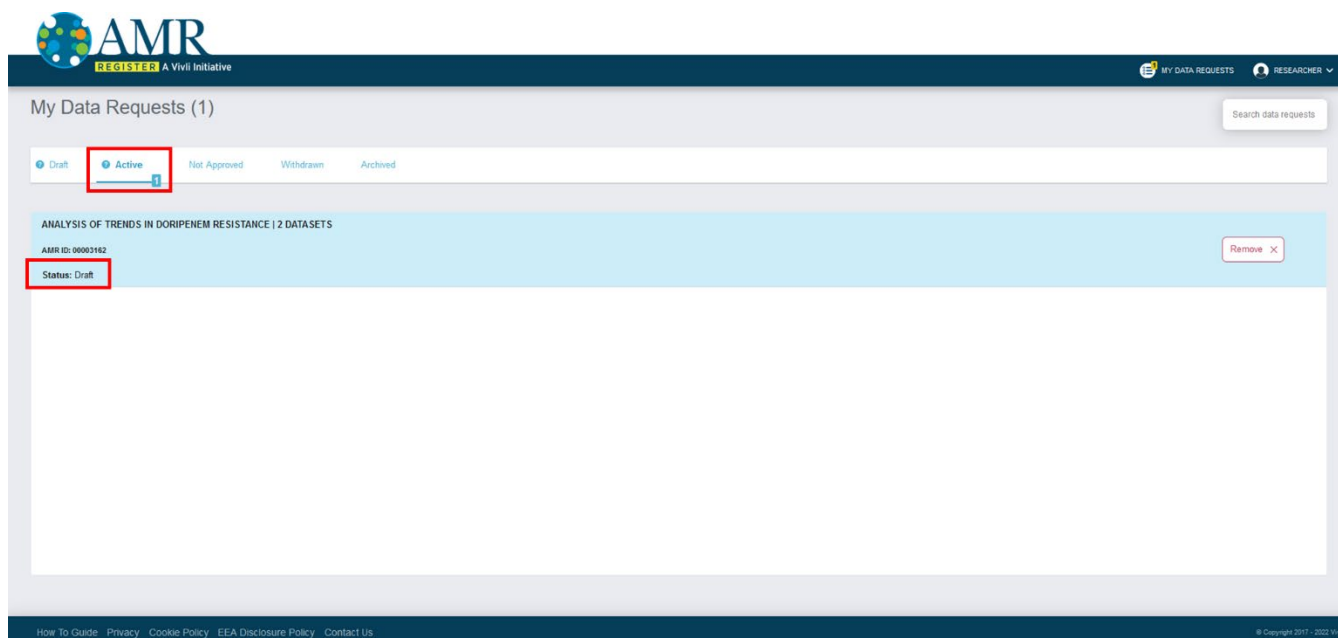 AMR
REGISTER A Vivli Initiative
1
MY DATA REQUESTS RESEARCHER
My Data Requests (1)
Search data requests
? Draft ? Active Not Approved Withdrawn Archived
1
ANALYSIS OF TRENDS IN DORIPENEM RESISTANCE | 2 DATASETS
AMR ID: 00003162
Remove X
Status: Draft
How To Guide Privacy Cookie Policy EEA Disclosure Policy Contact Us
© Copyright 2017 - 2022